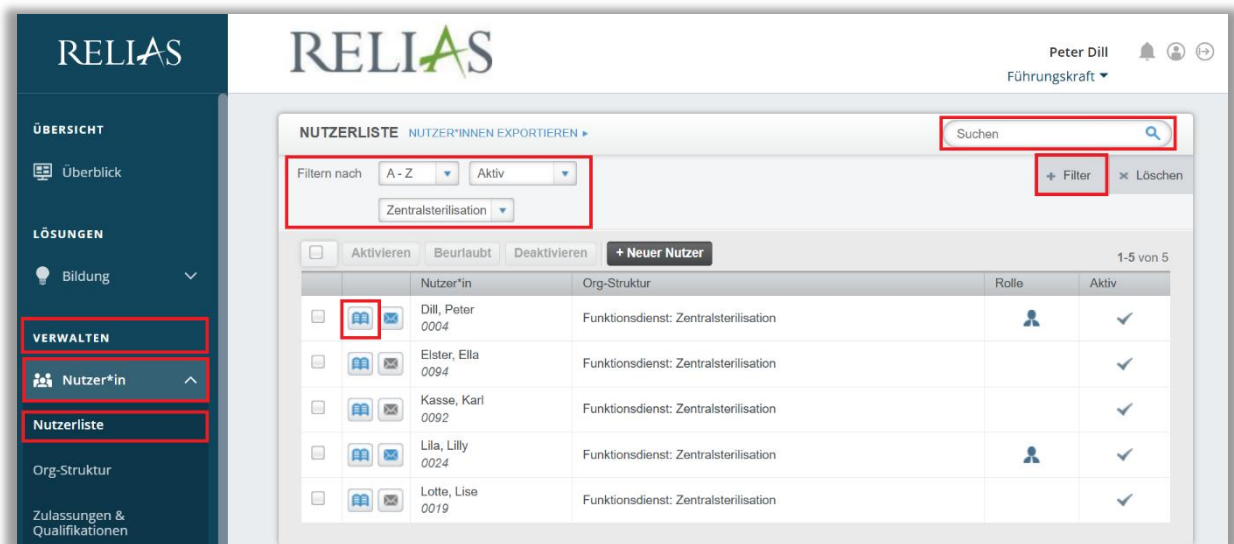 RELIAS
RELIAS
Peter Dill
Führungskraft
ÜBERSICHT
Überblick
LÖSUNGEN
Bildung
VERWALTEN
Nutzer*in
Nutzerliste
Org-Struktur
Zulassungen &
Qualifikationen
NUTZERLISTE NUTZER*INNEN EXPORTIEREN
Suchen
Filtern nach A - Z Aktiv
+ Filter × Löschen
Zentralsterilisation
Aktivieren Beurlaubt Deaktivieren + Neuer Nutzer 1-5 von 5
Nutzer*in Org-Struktur Rolle Aktiv
Dill, Peter
0004
Funktionsdienst: Zentralsterilisation
Elster, Ella
0094
Funktionsdienst: Zentralsterilisation
Kasse, Karl
0092
Funktionsdienst: Zentralsterilisation
Lila, Lilly
0024
Funktionsdienst: Zentralsterilisation
Lotte, Lise
0019
Funktionsdienst: Zentralsterilisation